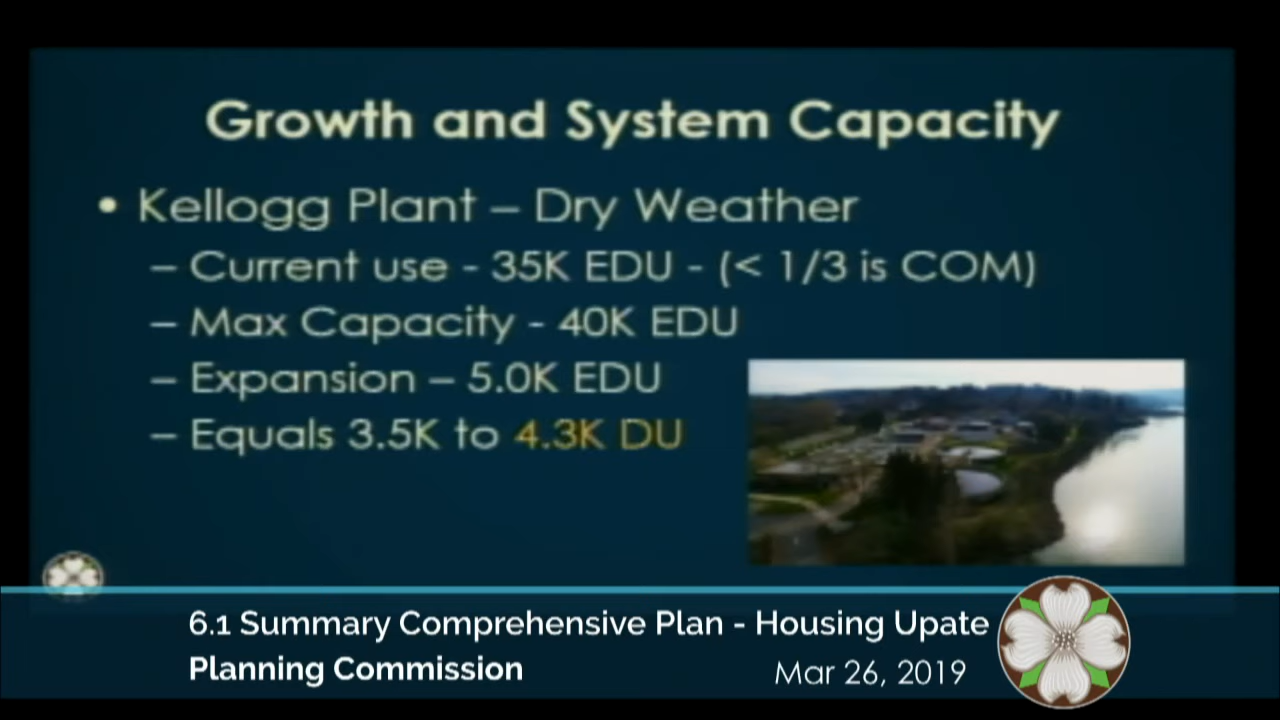 Growth and System Capacity
• Kellogg Plant – Dry Weather
– Current use - 35K EDU - (< 1/3 is COM)
– Max Capacity - 40K EDU
– Expansion – 5.0K EDU
– Equals 3.5K to 4.3K DU
6.1 Summary Comprehensive Plan - Housing Upate
Planning Commission
Mar 26, 2019